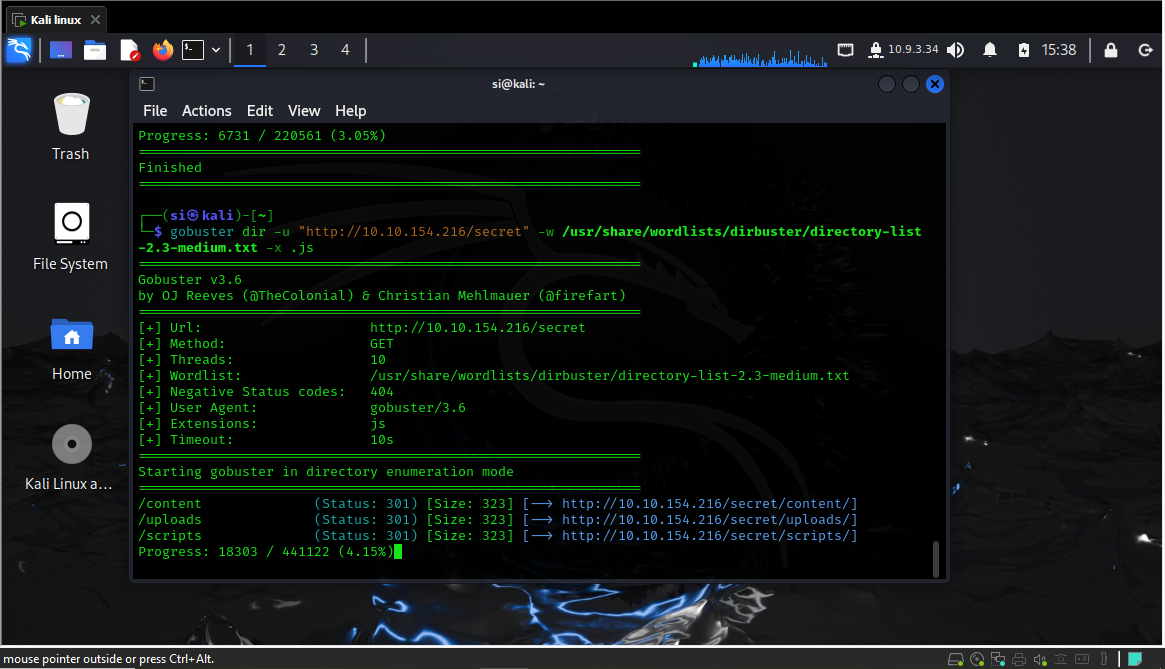 Kali linux
1 2 3 4
10.9.3.34
15:38
Trash
File System
Home
Kali Linux a...
si@kali: ~
File Actions Edit View Help
Progress: 6731 / 220561 (3.05%)
===============================================================
Finished
===============================================================
┌──(si㉿kali)-[~]
└─$ gobuster dir -u "http://10.10.154.216/secret" -w /usr/share/wordlists/dirbuster/directory-list
-2.3-medium.txt -x .js
===============================================================
Gobuster v3.6
by OJ Reeves (@TheColonial) & Christian Mehlmauer (@firefart)
===============================================================
[+] Url: http://10.10.154.216/secret
[+] Method: GET
[+] Threads: 10
[+] Wordlist: /usr/share/wordlists/dirbuster/directory-list-2.3-medium.txt
[+] Negative Status codes: 404
[+] User Agent: gobuster/3.6
[+] Extensions: js
[+] Timeout: 10s
===============================================================
Starting gobuster in directory enumeration mode
===============================================================
/content (Status: 301) [Size: 323] [--> http://10.10.154.216/secret/content/]
/uploads (Status: 301) [Size: 323] [--> http://10.10.154.216/secret/uploads/]
/scripts (Status: 301) [Size: 323] [--> http://10.10.154.216/secret/scripts/]
Progress: 18303 / 441122 (4.15%)
mouse pointer outside or press Ctrl+Alt.